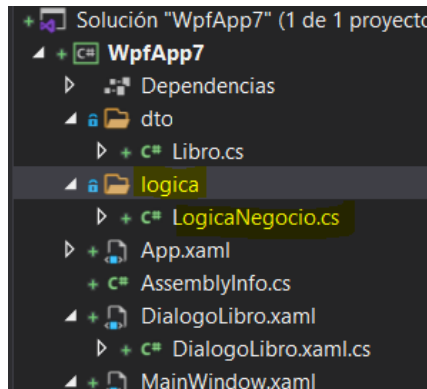 Solución "WpfApp7" (1 de 1 proyecto
C# WpfApp7
Dependencias
dto
C# Libro.cs
logica
C# LogicaNegocio.cs
App.xaml
C# AssemblyInfo.cs
DialogoLibro.xaml
C# DialogoLibro.xaml.cs
MainWindow.xaml